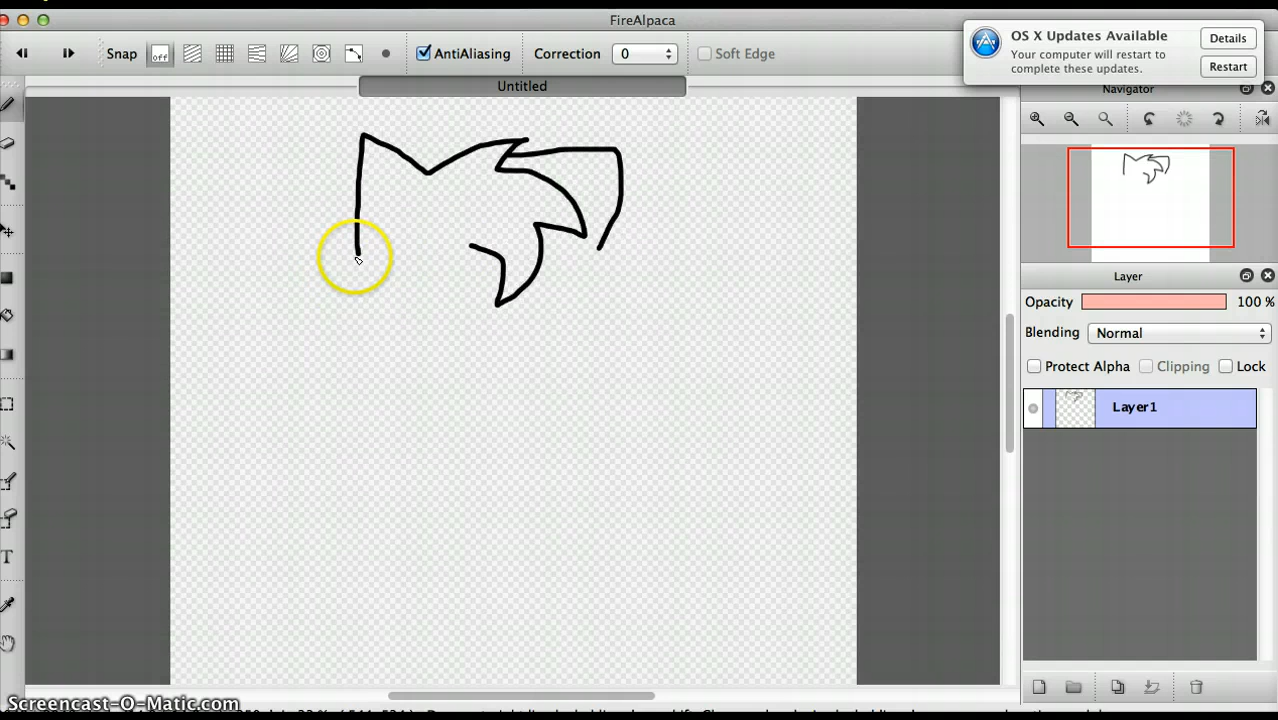 FireAlpaca
OS X Updates Available
Your computer will restart to
complete these updates.
Details
Restart
Snap
off
AntiAliasing
Correction
0
Soft Edge
Untitled
Navigator
Layer
Opacity
100 %
Blending
Normal
Protect Alpha
Clipping
Lock
Layer1
T
Screencast-O-Matic.com